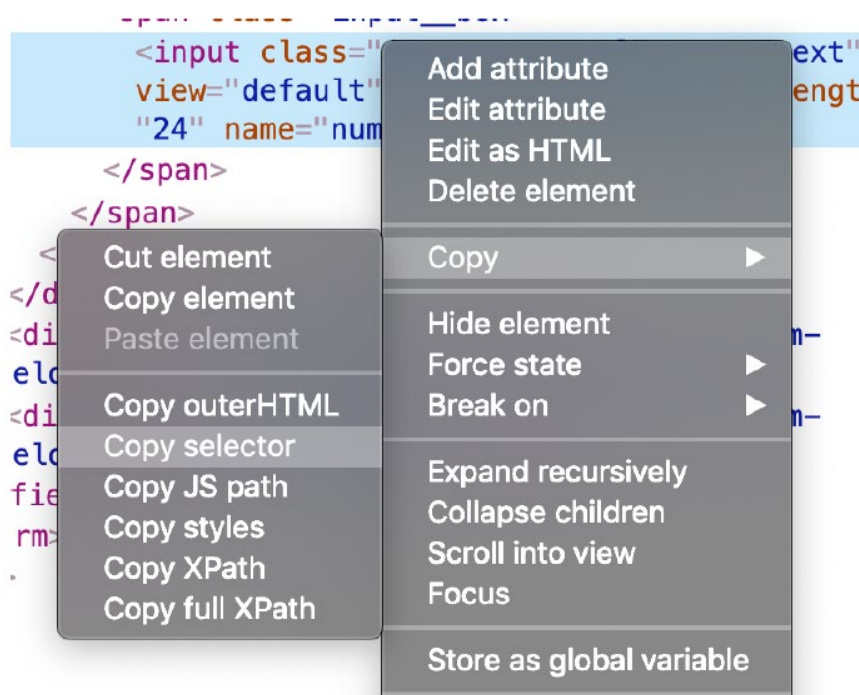 <input class="
ext"
view="default"
engt
"24" name="num
</span>
</span>
<
</d
<di
m-
elo
<di
m-
elo
fie
rm>
Add attribute
Edit attribute
Edit as HTML
Delete element
Copy
Hide element
Force state
Break on
Expand recursively
Collapse children
Scroll into view
Focus
Store as global variable
Cut element
Copy element
Paste element
Copy outerHTML
Copy selector
Copy JS path
Copy styles
Copy XPath
Copy full XPath